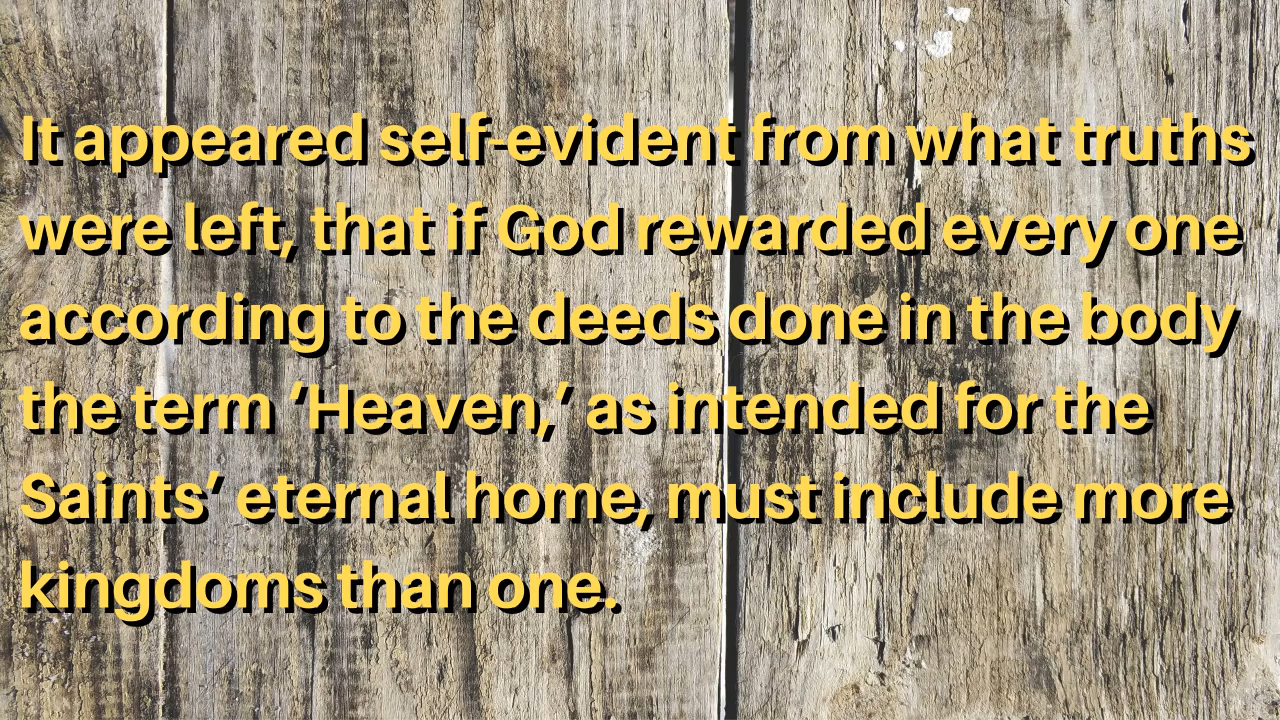 It appeared self-evident from what truths
were left, that if God rewarded every one
according to the deeds done in the body
the term ‘Heaven,’ as intended for the
Saints’ eternal home, must include more
kingdoms than one.